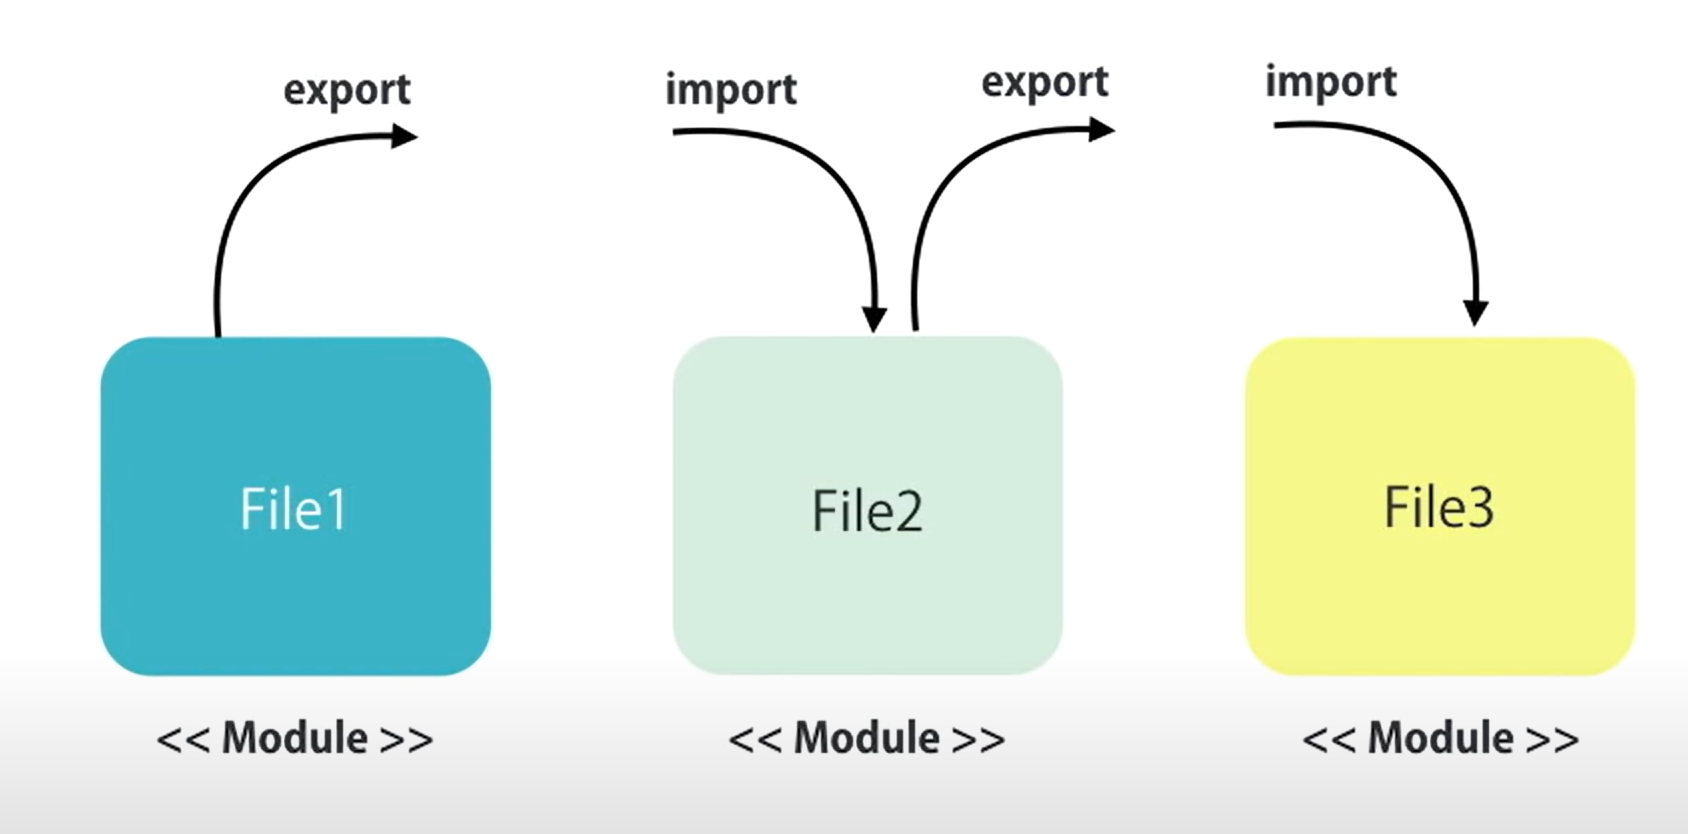 export
import
export
import
File1
File2
File3
<< Module >>
<< Module >>
<< Module >>